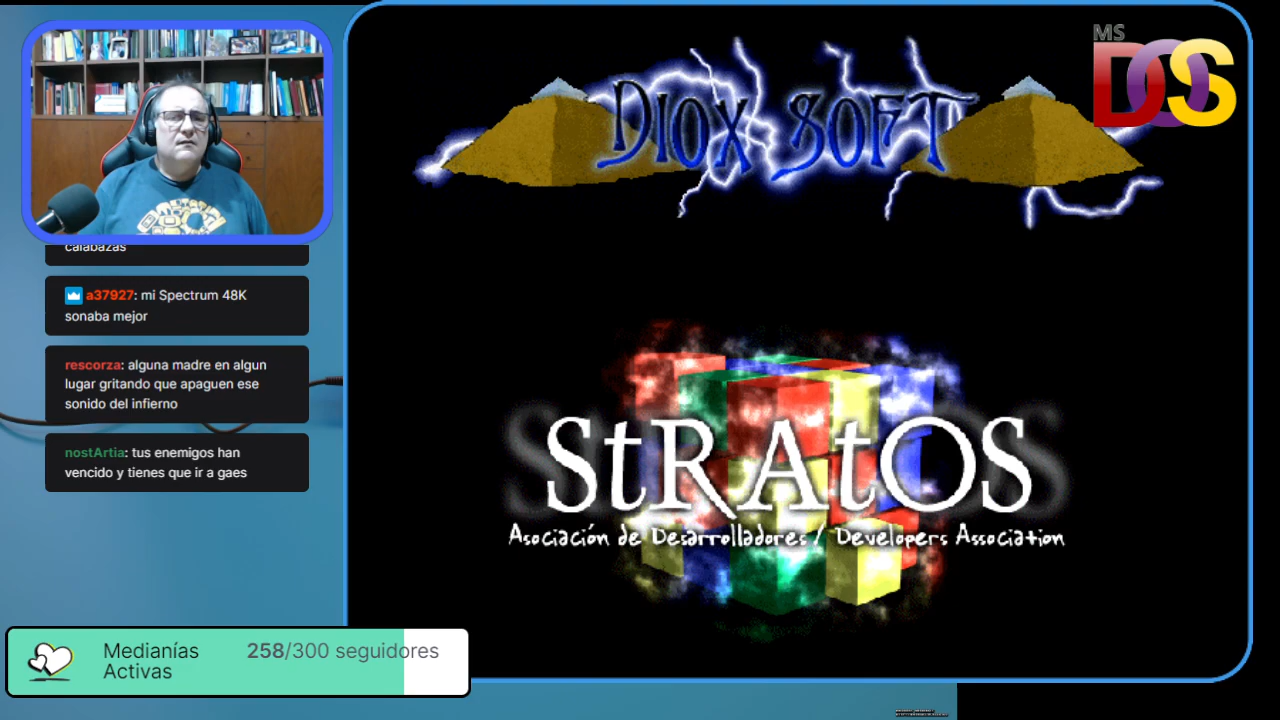 MS
DOS
DIOX SOFT
calabazas
a37927: mi Spectrum 48K
sonaba mejor
rescorza: alguna madre en algun
lugar gritando que apaguen ese
sonido del infierno
nostArtia: tus enemigos han
vencido y tienes que ir a gaes
StRAtOS
Asociación de Desarrolladores / Developers Association
Medianías
Activas
258/300 seguidores